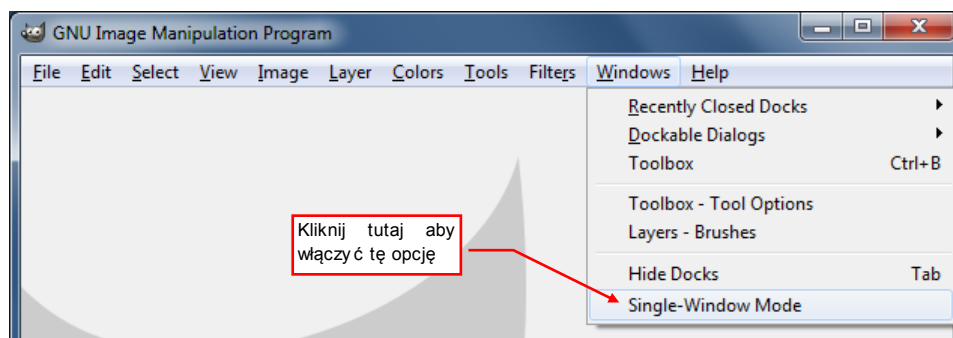 GNU Image Manipulation Program
File Edit Select View Image Layer Colors Tools Filters Windows Help
Recently Closed Docks
Dockable Dialogs
Toolbox Ctrl+B
Toolbox - Tool Options
Layers - Brushes
Kliknij tutaj aby
włączyć tę opcję
Hide Docks Tab
Single-Window Mode